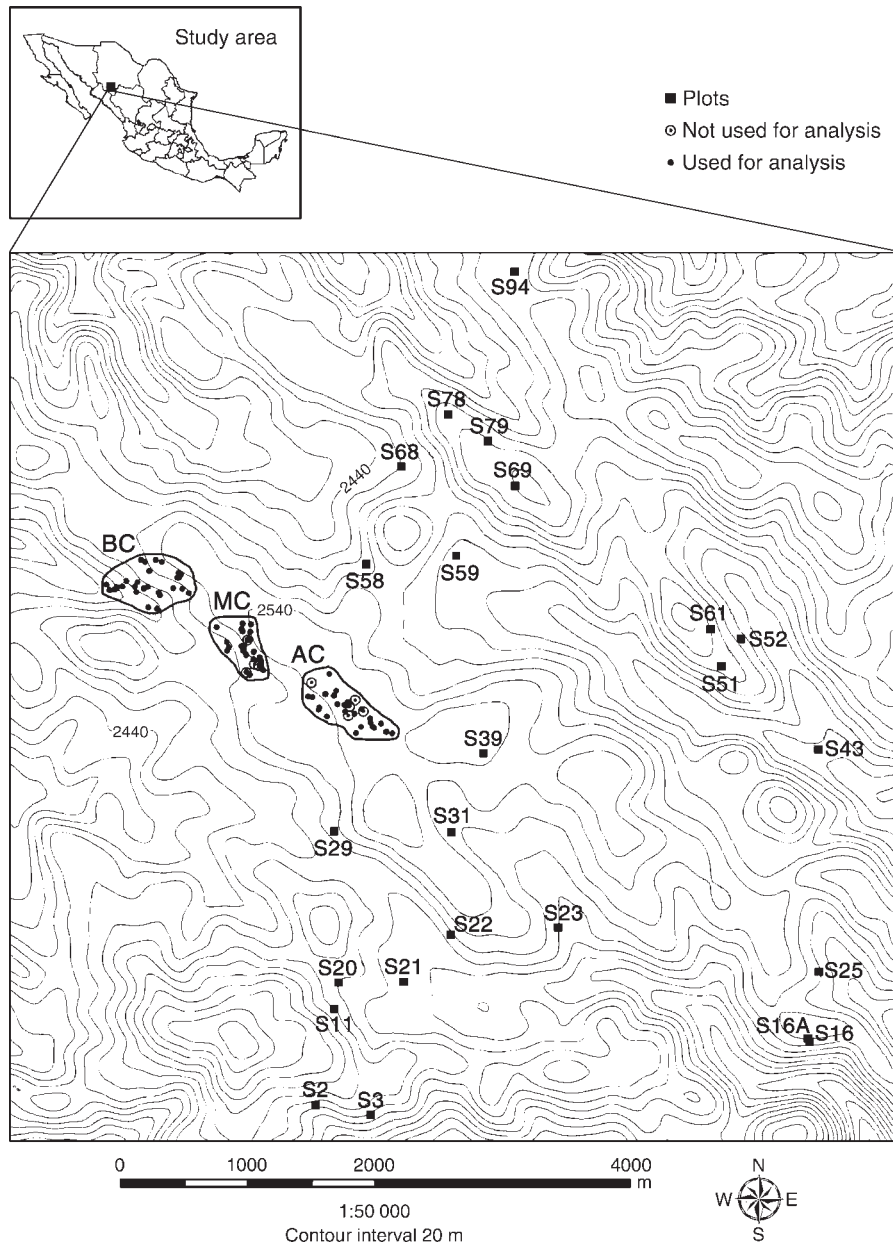 Study area
Plots
Not used for analysis
Used for analysis
S94
S78
S79
S68
S69
2440
BC
S58
S59
MC
2540
S61
S52
AC
S51
2440
S39
S43
S31
S29
S23
S22
S20
S21
S25
S11
S16A
S16
S2
S3
0 1000 2000 4000
m
1:50 000
Contour interval 20 m
N
W E
S